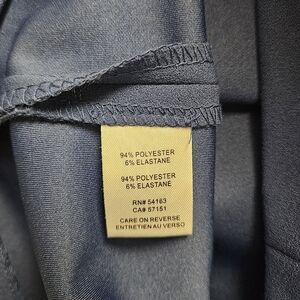 94% POLYESTER
6% ELASTANE
94% POLYESTER
6% ELASTANE
RN# 54163
CA# 57151
CARE ON REVERSE
ENTRETIEN AU VERSO